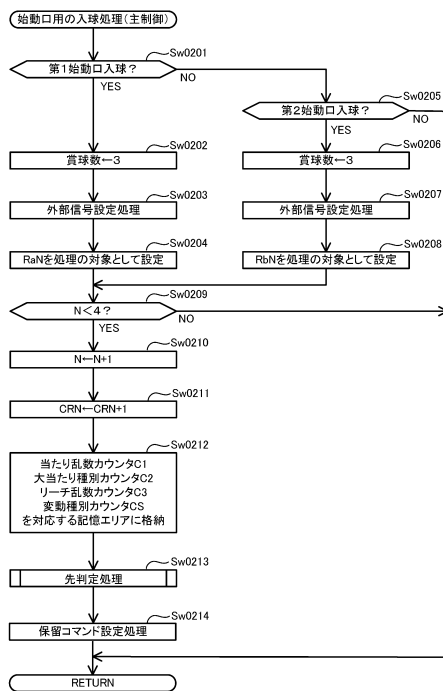 始動口用の入球処理(主制御)
Sw0201
第1始動口入球?
NO
YES
Sw0205
第2始動口入球?
NO
YES
Sw0202
賞球数←3
Sw0206
賞球数←3
Sw0203
外部信号設定処理
Sw0207
外部信号設定処理
Sw0204
RaNを処理の対象として設定
Sw0208
RbNを処理の対象として設定
Sw0209
N<4?
NO
YES
Sw0210
N←N+1
Sw0211
CRN←CRN+1
Sw0212
当たり乱数カウンタC1
大当たり種別カウンタC2
リーチ乱数カウンタC3
変動種別カウンタCS
を対応する記憶エリアに格納
Sw0213
先判定処理
Sw0214
保留コマンド設定処理
RETURN